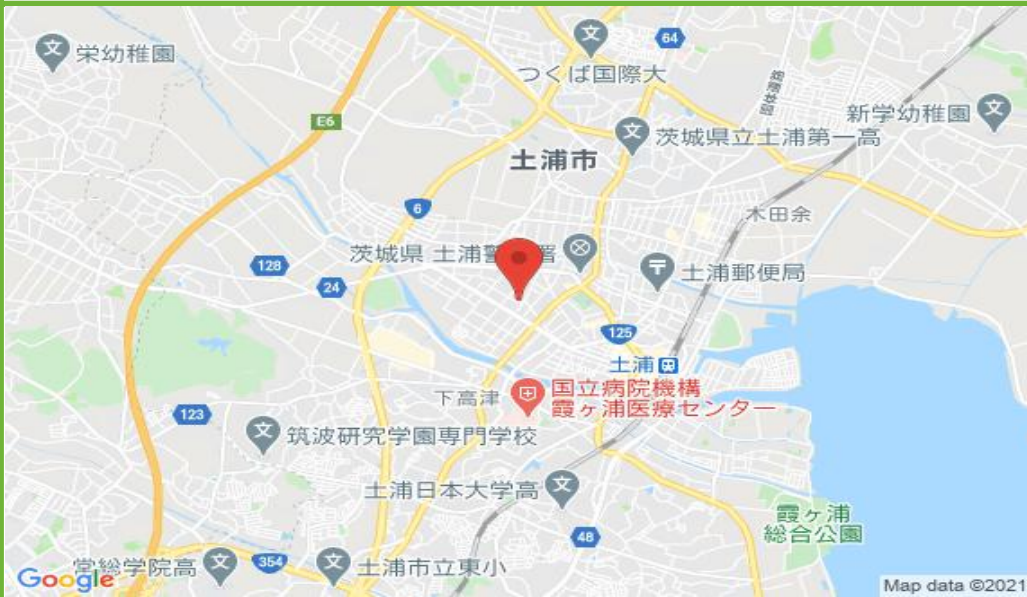 栄幼稚園
つくば国際大
64
新学幼稚園
E6
茨城県立土浦第一高
土浦市
6
木田余
茨城県 土浦警察署
土浦郵便局
128
24
125
土浦
下高津
国立病院機構
霞ヶ浦医療センター
123
筑波研究学園専門学校
土浦日本大学高
霞ヶ浦
総合公園
48
常総学院高
354
土浦市立東小
Google
Map data ©2021